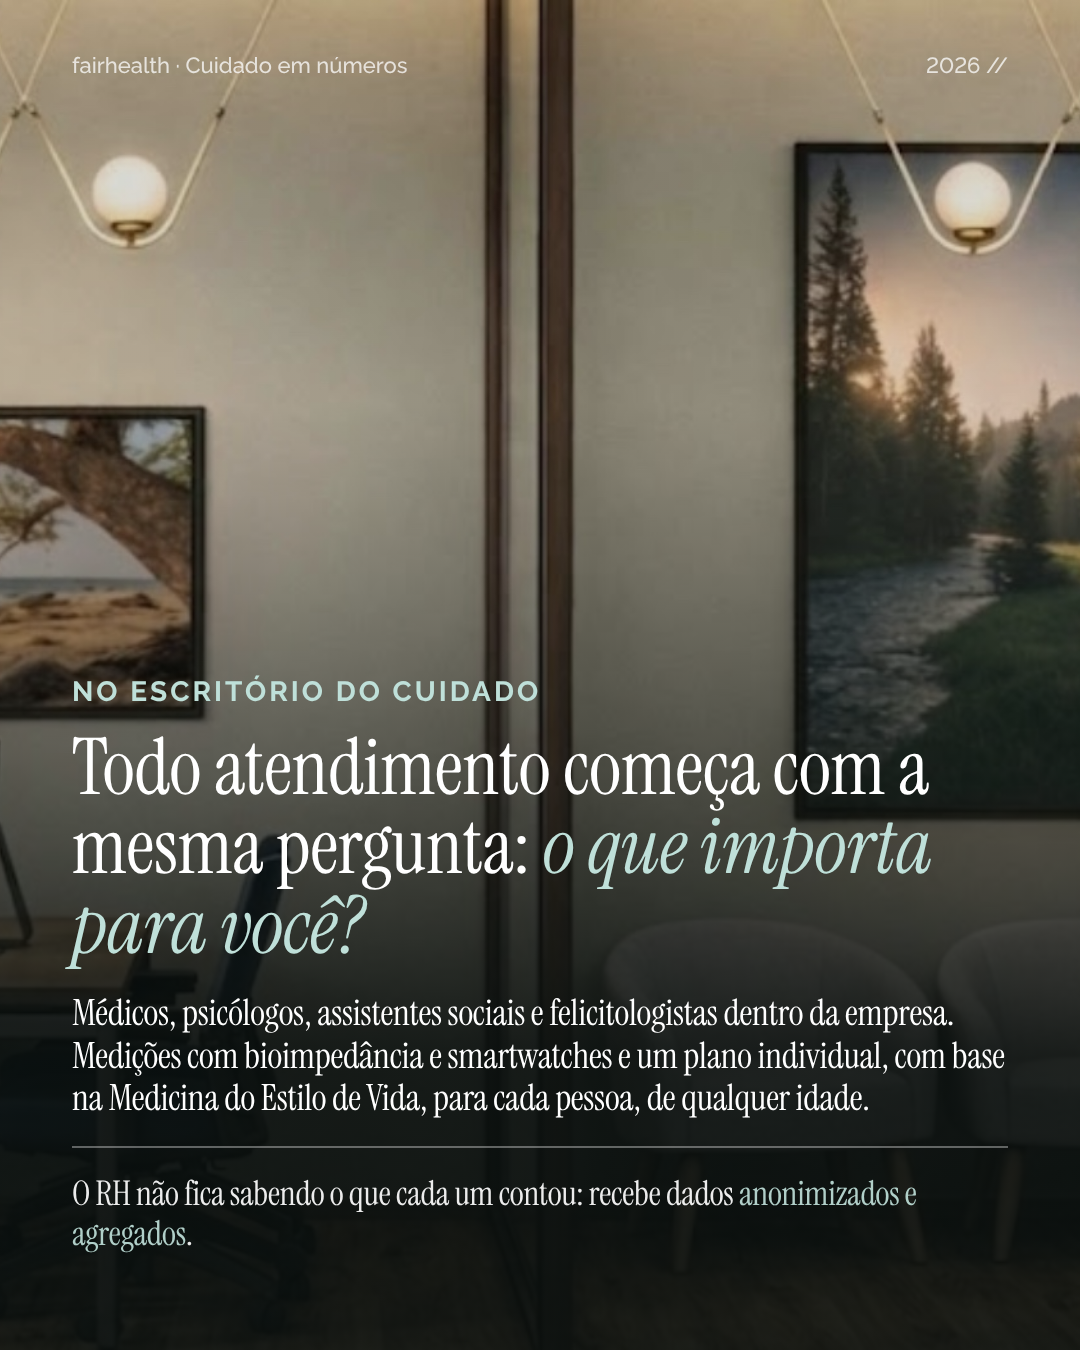 fairhealth · Cuidado em números
2026 //
NO ESCRITÓRIO DO CUIDADO
Todo atendimento começa com a
mesma pergunta: o que importa
para você?
Médicos, psicólogos, assistentes sociais e felicitologistas dentro da empresa.
Medições com bioimpedância e smartwatches e um plano individual, com base
na Medicina do Estilo de Vida, para cada pessoa, de qualquer idade.
O RH não fica sabendo o que cada um contou: recebe dados anonimizados e
agregados.